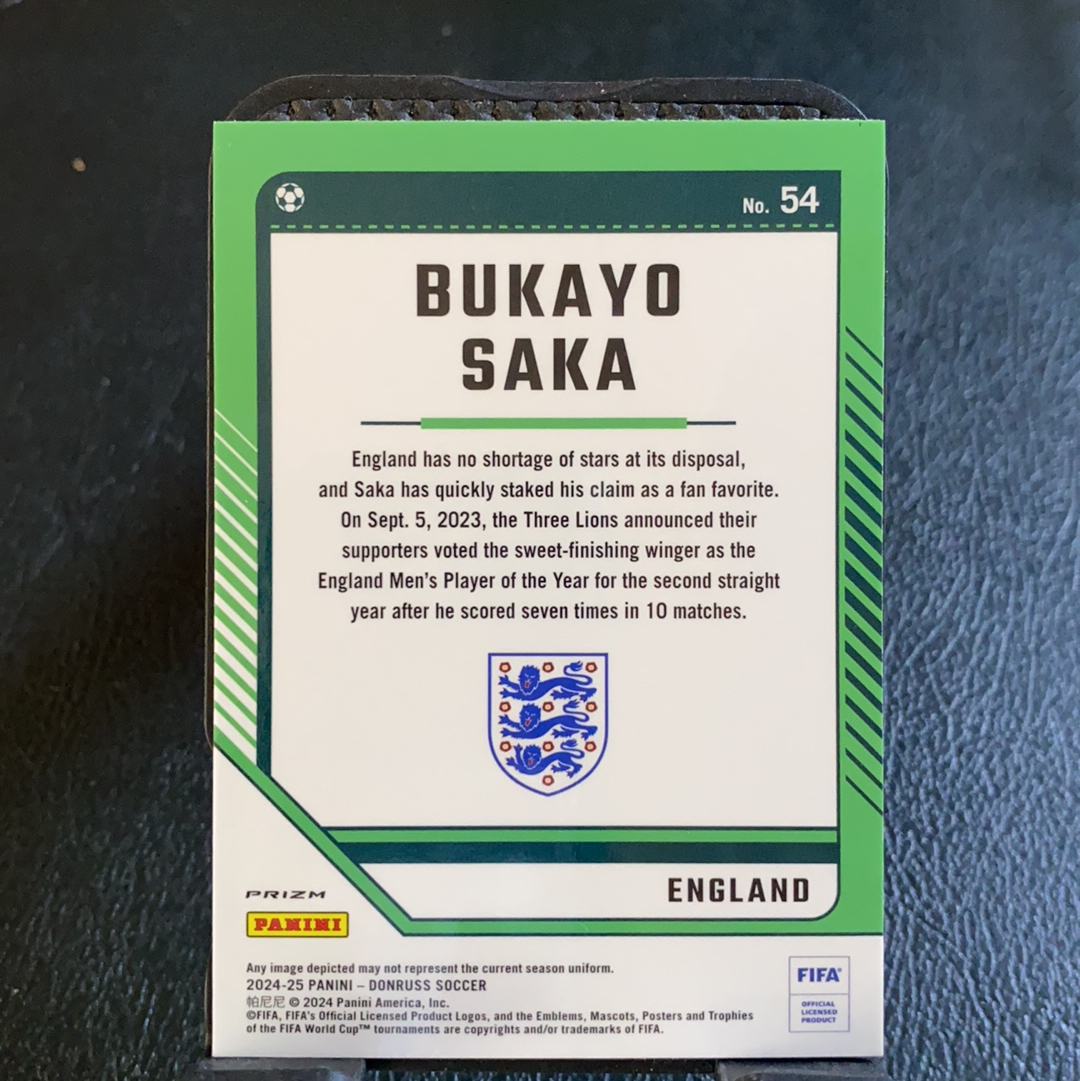 No. 54
BUKAYO
SAKA
England has no shortage of stars at its disposal,
and Saka has quickly staked his claim as a fan favorite.
On Sept. 5, 2023, the Three Lions announced their
supporters voted the sweet-finishing winger as the
England Men's Player of the Year for the second straight
year after he scored seven times in 10 matches.
ENGLAND
PRIZM
PANINI
Any image depicted may not represent the current season uniform.
2024-25 PANINI – DONRUSS SOCCER
帕尼尼 © 2024 Panini America, Inc.
©FIFA, FIFA's Official Licensed Product Logos, and the Emblems, Mascots, Posters and Trophies
of the FIFA World Cup™ tournaments are copyrights and/or trademarks of FIFA.
FIFA®
OFFICIAL
LICENSED
PRODUCT